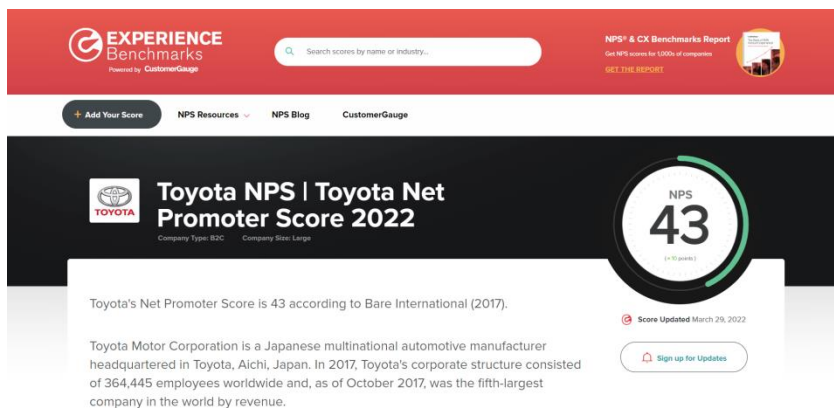 EXPERIENCE
Benchmarks
Powered by CustomerGauge
Search scores by name or industry...
NPS® & CX Benchmarks Report
Get NPS scores for 1,000s of companies
GET THE REPORT
+ Add Your Score
NPS Resources
NPS Blog
CustomerGauge
TOYOTA
Toyota NPS | Toyota Net
Promoter Score 2022
Company Type: B2C Company Size: Large
NPS
43
Toyota's Net Promoter Score is 43 according to Bare International (2017).
Score Updated March 29, 2022
Sign up for Updates
Toyota Motor Corporation is a Japanese multinational automotive manufacturer
headquartered in Toyota, Aichi, Japan. In 2017, Toyota's corporate structure consisted
of 364,445 employees worldwide and, as of October 2017, was the fifth-largest
company in the world by revenue.